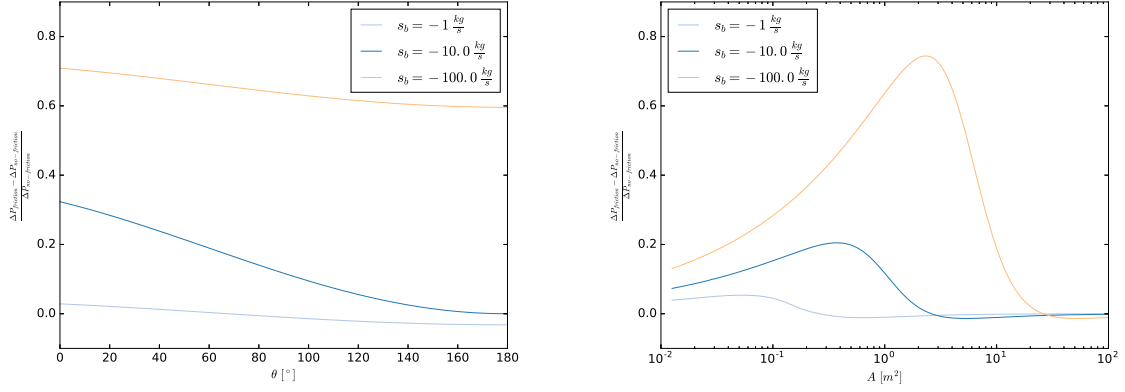 0.8
0.6
0.4
0.2
0.0
ΔP_friction − ΔP_no−friction
ΔP_no−friction
s_b = −1 kg/s
s_b = −10.0 kg/s
s_b = −100.0 kg/s
0 20 40 60 80 100 120 140 160 180
θ [°]
0.8
0.6
0.4
0.2
0.0
ΔP_friction − ΔP_no−friction
ΔP_no−friction
s_b = −1 kg/s
s_b = −10.0 kg/s
s_b = −100.0 kg/s
10^-2 10^-1 10^0 10^1 10^2
A [m^2]